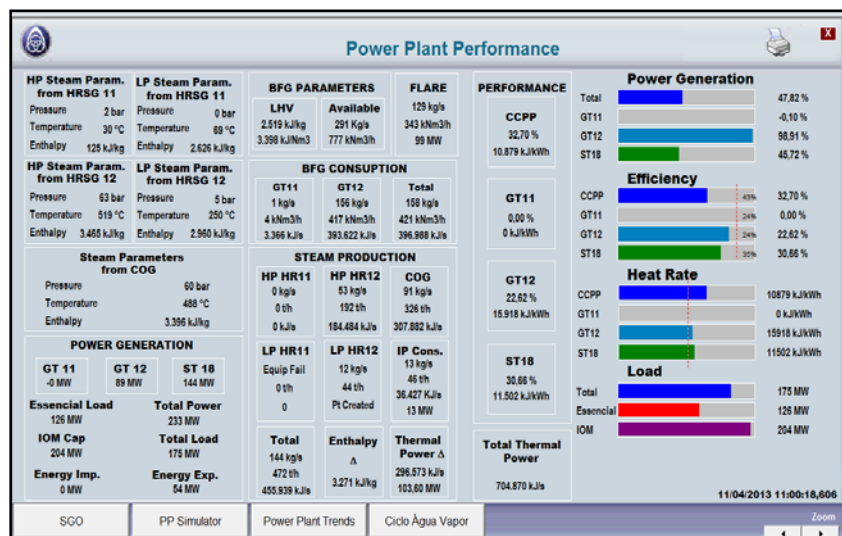 Power Plant Performance
X
HP Steam Param.
from HRSG 11
Pressure 2 bar
Temperature 30 °C
Enthalpy 125 kJ/kg
LP Steam Param.
from HRSG 11
Pressure 0 bar
Temperature 69 °C
Enthalpy 2.626 kJ/kg
HP Steam Param.
from HRSG 12
Pressure 63 bar
Temperature 519 °C
Enthalpy 3.465 kJ/kg
LP Steam Param.
from HRSG 12
Pressure 5 bar
Temperature 250 °C
Enthalpy 2.960 kJ/kg
Steam Parameters
from COG
Pressure 60 bar
Temperature 488 °C
Enthalpy 3.396 kJ/kg
POWER GENERATION
GT 11
-0 MW
GT 12
89 MW
ST 18
144 MW
Essencial Load
126 MW
Total Power
233 MW
IOM Cap
204 MW
Total Load
175 MW
Energy Imp.
0 MW
Energy Exp.
54 MW
BFG PARAMETERS
LHV
2.519 kJ/kg
3.398 kJ/Nm3
Available
291 Kg/s
777 kNm3/h
FLARE
129 kg/s
343 kNm3/h
99 MW
BFG CONSUPTION
GT11
1 kg/s
4 kNm3/h
3.366 kJ/s
GT12
156 kg/s
417 kNm3/h
393.622 kJ/s
Total
158 kg/s
421 kNm3/h
396.988 kJ/s
STEAM PRODUCTION
HP HR11
0 kg/s
0 t/h
0 kJ/s
HP HR12
53 kg/s
192 t/h
184.484 kJ/s
COG
91 kg/s
326 t/h
307.882 kJ/s
LP HR11
Equip Fail
0 t/h
0
LP HR12
12 kg/s
44 t/h
Pt Created
IP Cons.
13 kg/s
46 t/h
36.427 KJ/s
13 MW
Total
144 kg/s
472 t/h
455.939 kJ/s
Enthalpy
Δ
3.271 kJ/kg
Thermal
Power Δ
296.573 kJ/s
103,60 MW
PERFORMANCE
CCPP
32,70 %
10.879 kJ/kWh
GT11
0,00 %
0 kJ/kWh
GT12
22,62 %
15.918 kJ/kWh
ST18
30,66 %
11.502 kJ/kWh
Total Thermal
Power
704.870 kJ/s
Power Generation
Total 47,82 %
GT11 -0,10 %
GT12 98,91 %
ST18 45,72 %
Efficiency
CCPP 43% 32,70 %
GT11 24% 0,00 %
GT12 24% 22,62 %
ST18 35% 30,66 %
Heat Rate
CCPP 10879 kJ/kWh
GT11 0 kJ/kWh
GT12 15918 kJ/kWh
ST18 11502 kJ/kWh
Load
Total 175 MW
Essencial 126 MW
IOM 204 MW
11/04/2013 11:00:18,606
SGO
PP Simulator
Power Plant Trends
Ciclo Àgua Vapor
Zoom